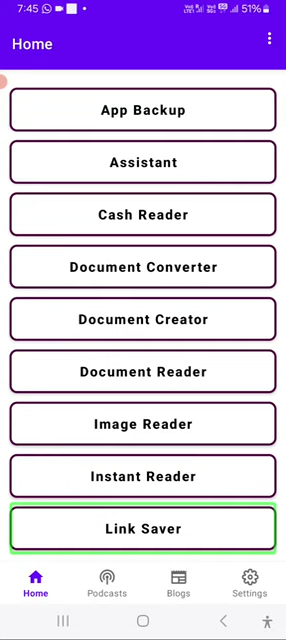 7:45 51%
Home
App Backup
Assistant
Cash Reader
Document Converter
Document Creator
Document Reader
Image Reader
Instant Reader
Link Saver
Home Podcasts Blogs Settings